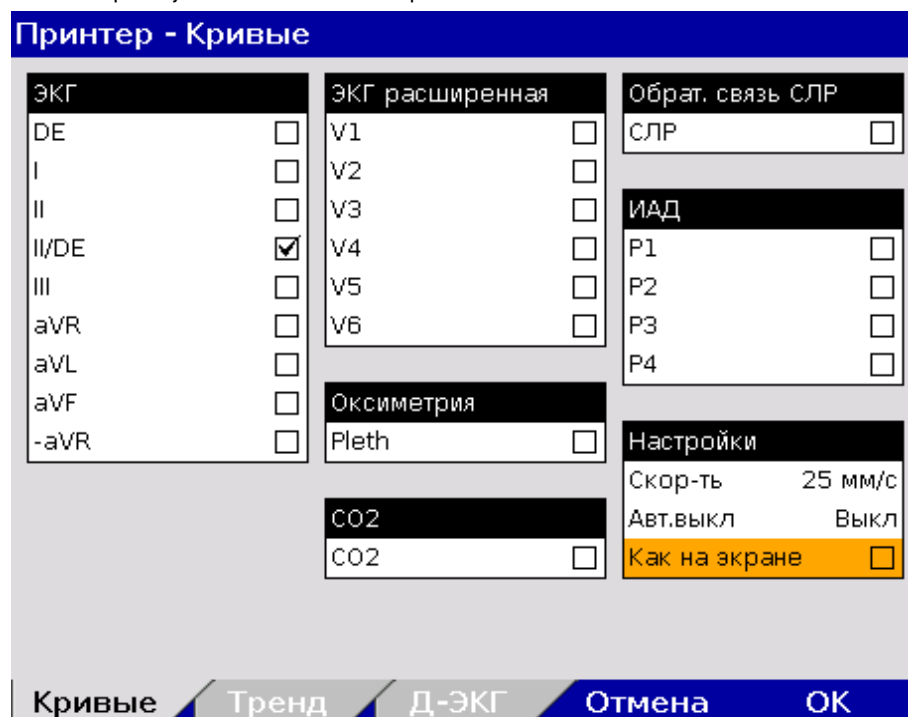 Принтер - Кривые
ЭКГ
DE
I
II
II/DE
III
aVR
aVL
aVF
-aVR
ЭКГ расширенная
V1
V2
V3
V4
V5
V6
Оксиметрия
Pleth
CO2
CO2
Обрат. связь СЛР
СЛР
ИАД
P1
P2
P3
P4
Настройки
Скор-ть 25 мм/с
Авт.выкл Выкл
Как на экране
Кривые Тренд Д-ЭКГ Отмена OK